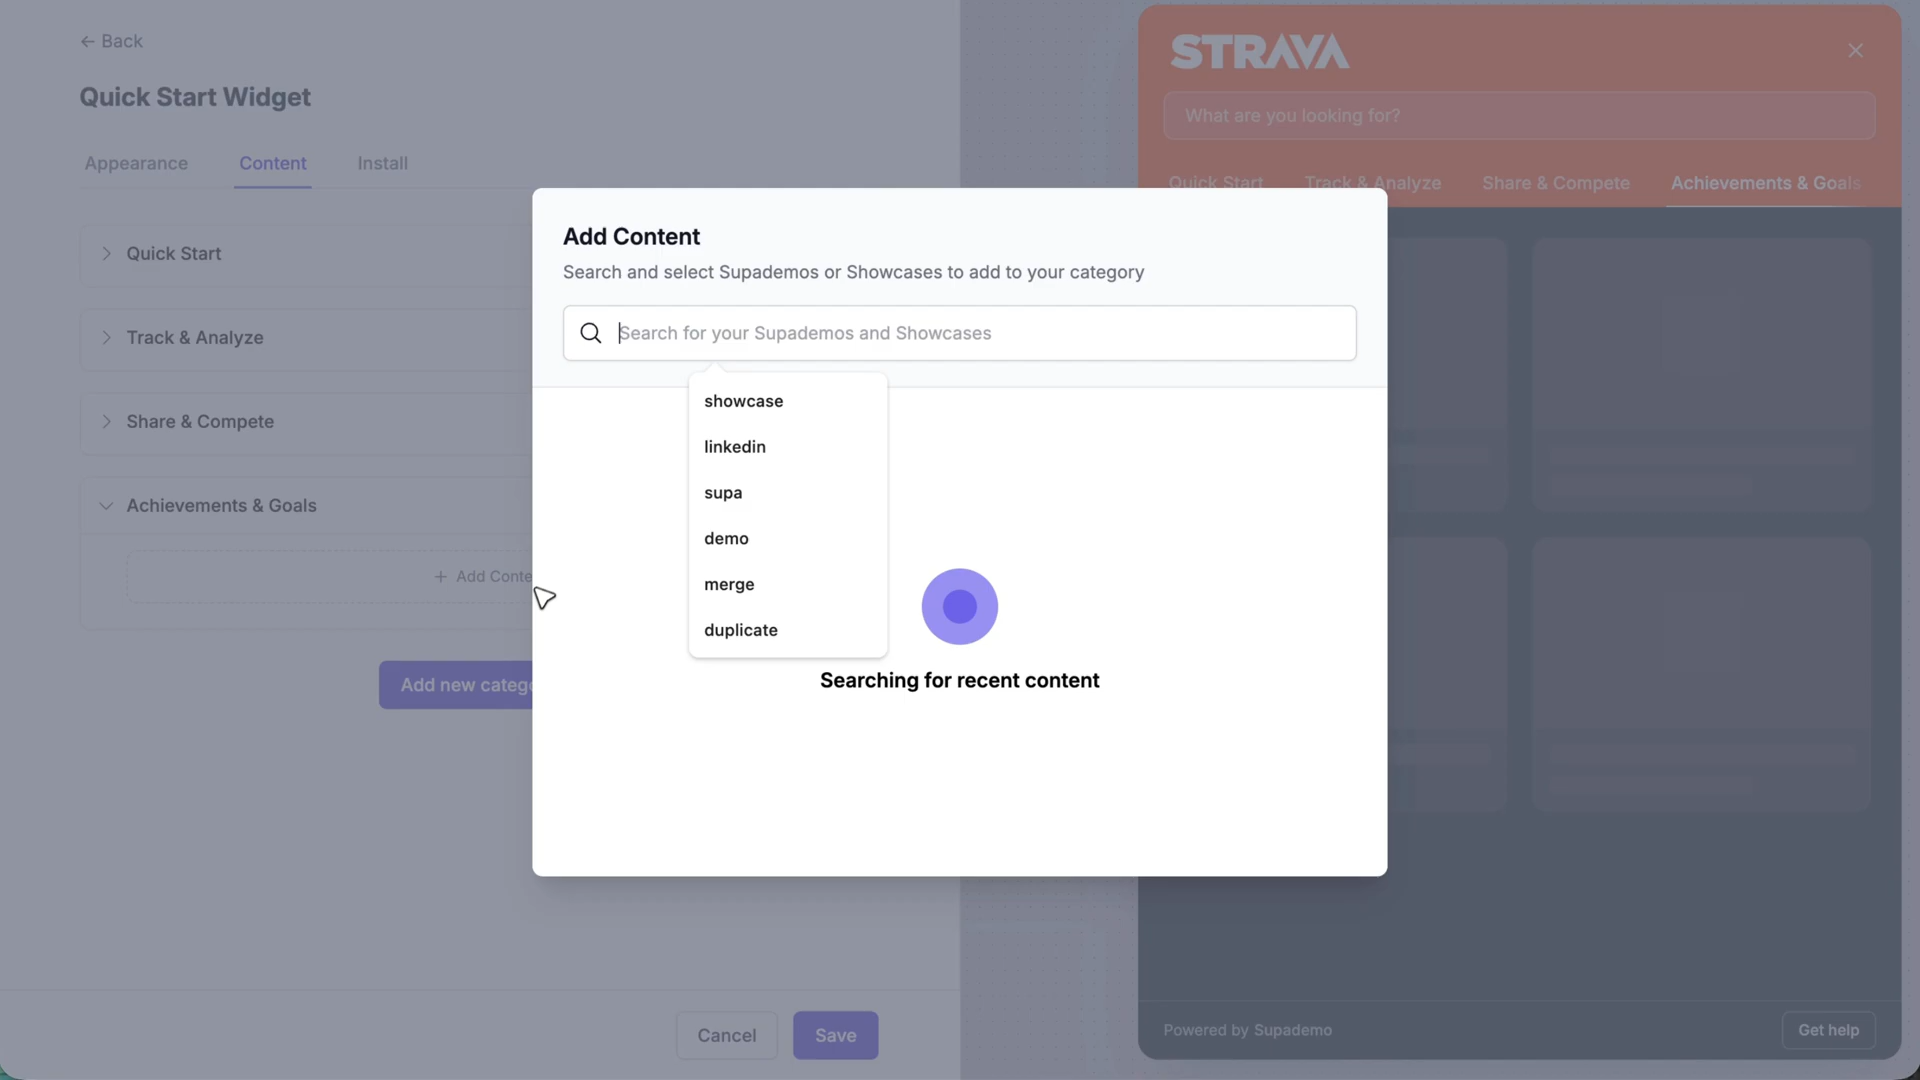 Back
Quick Start Widget
Appearance
Content
Install
Quick Start
Track & Analyze
Share & Compete
Achievements & Goals
+ Add Conte
Add new catego
Cancel
Save
Add Content
Search and select Supademos or Showcases to add to your category
Search for your Supademos and Showcases
showcase
linkedin
supa
demo
merge
duplicate
Searching for recent content
STRAVA
What are you looking for?
Quick Start
Track & Analyze
Share & Compete
Achievements & Goals
Powered by Supademo
Get help